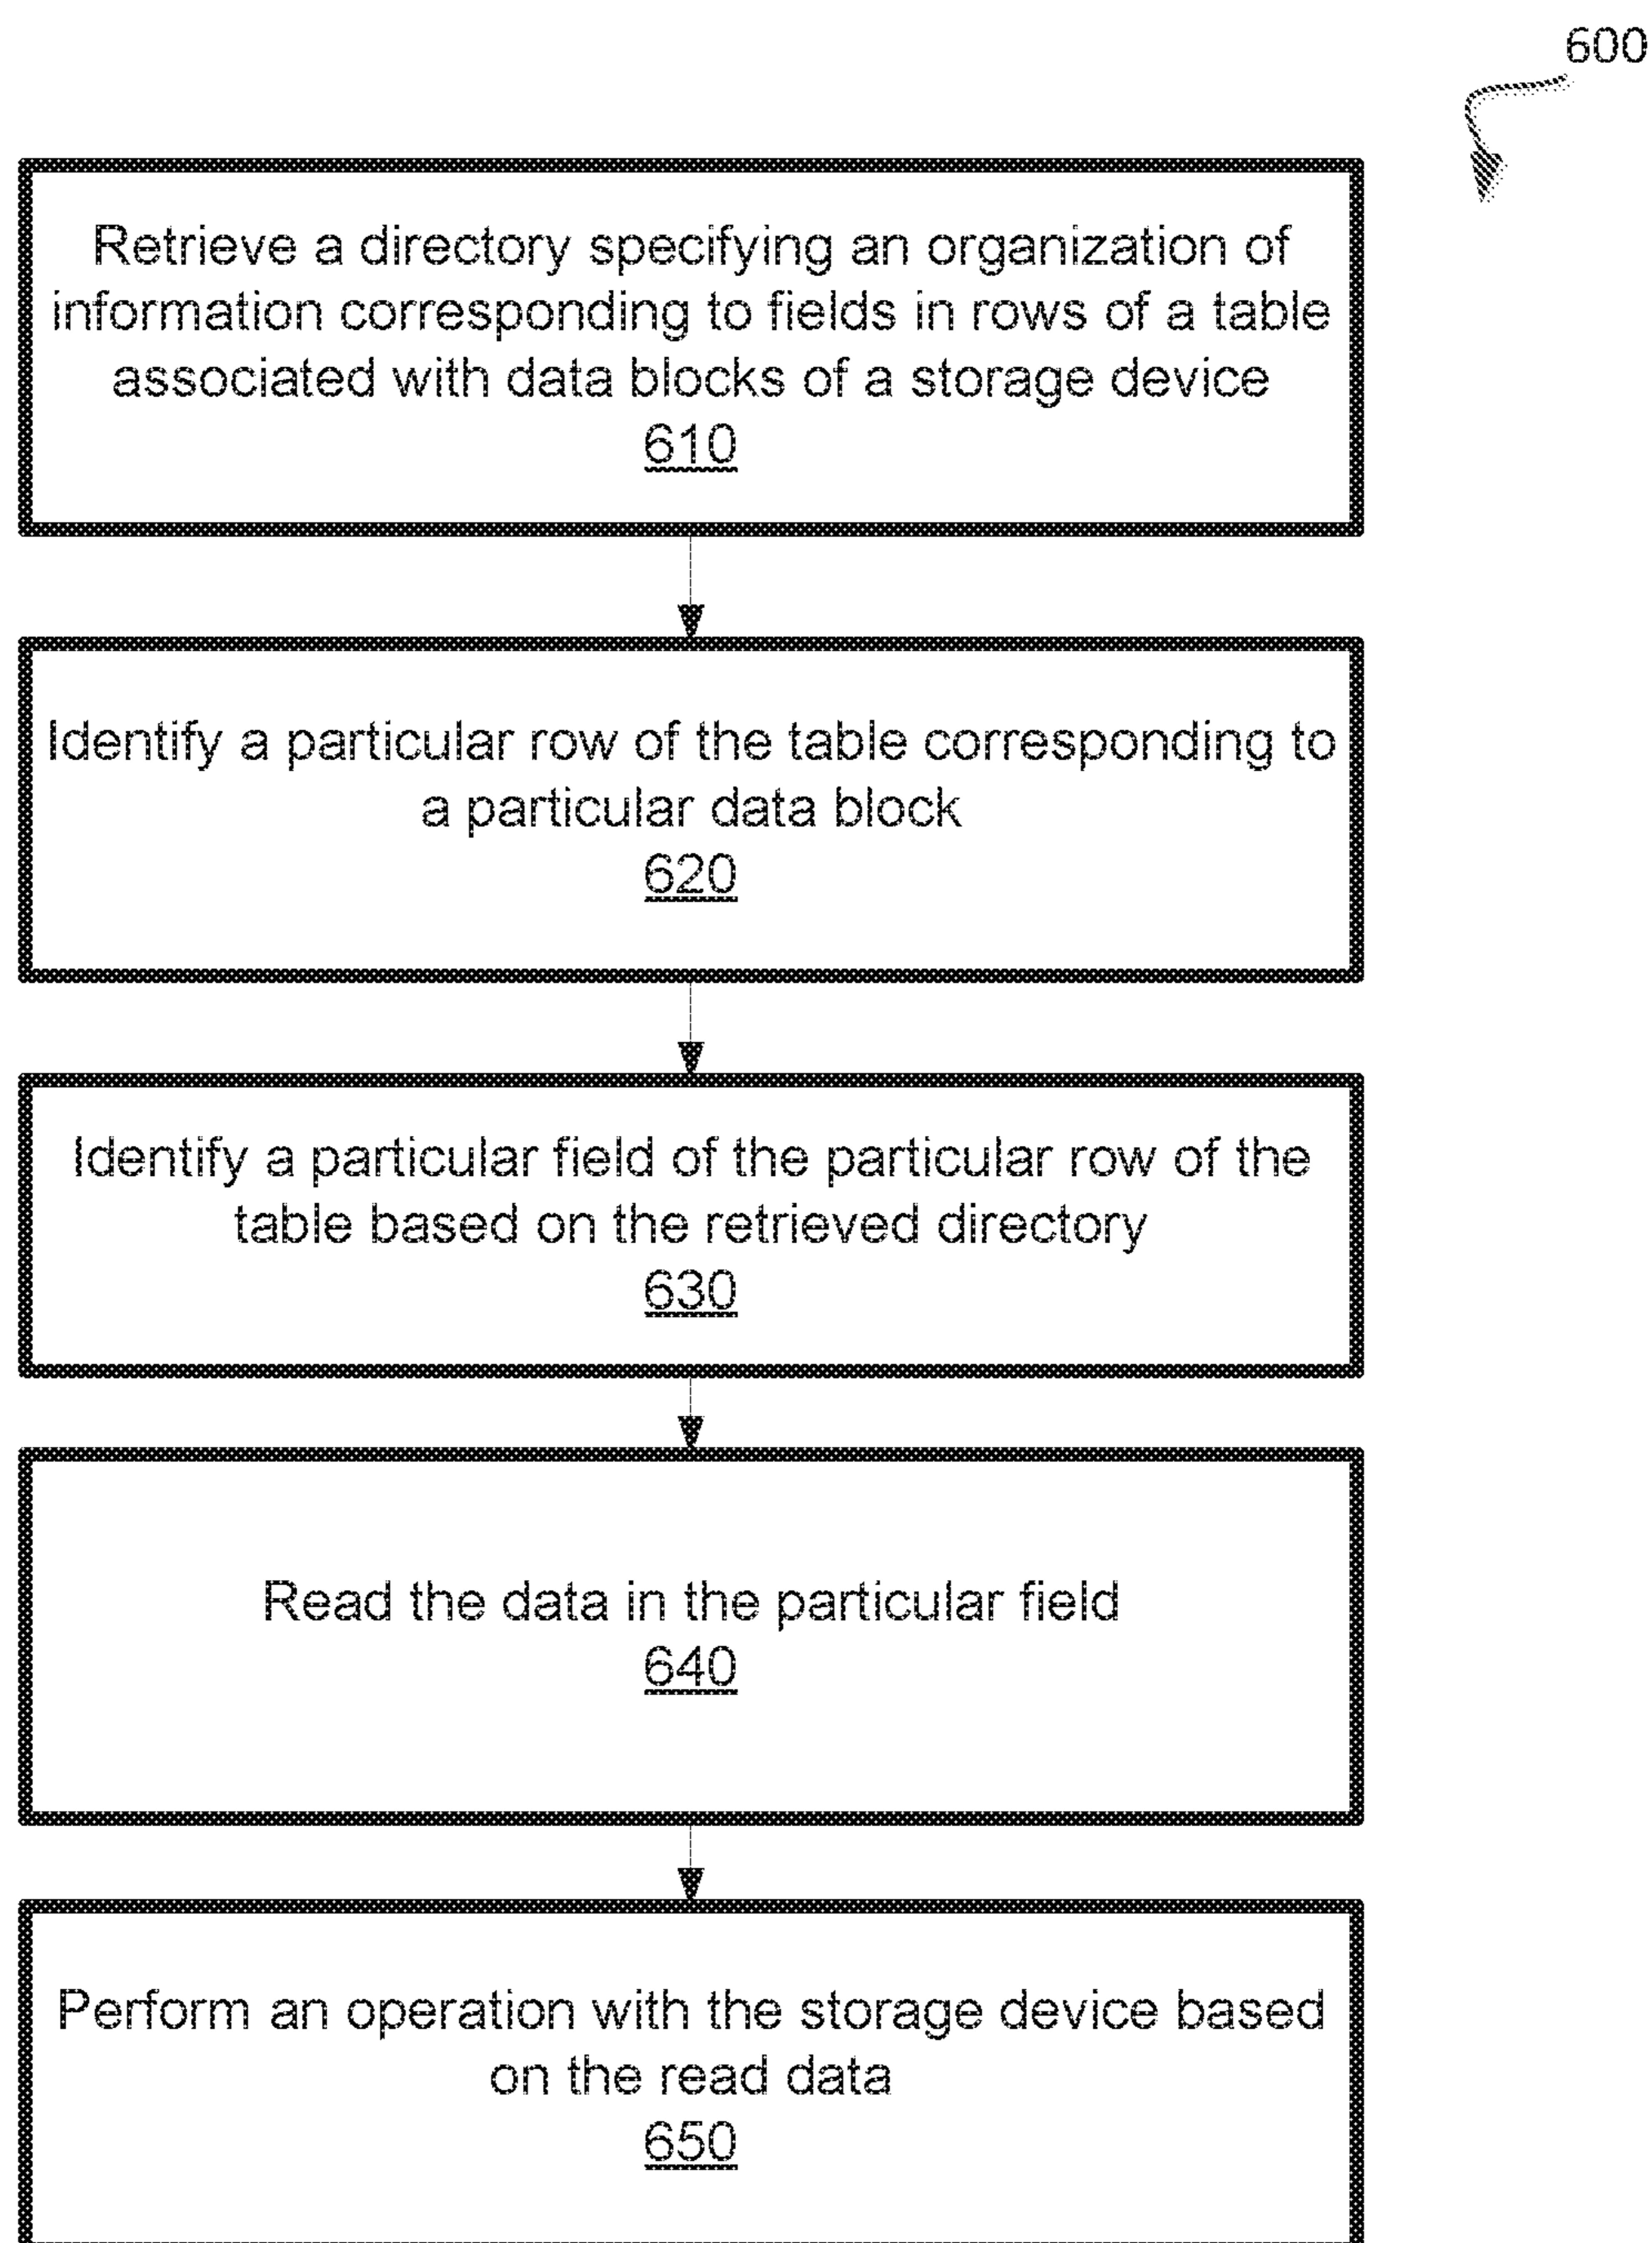 600
Retrieve a directory specifying an organization of
information corresponding to fields in rows of a table
associated with data blocks of a storage device
610
Identify a particular row of the table corresponding to
a particular data block
620
Identify a particular field of the particular row of the
table based on the retrieved directory
630
Read the data in the particular field
640
Perform an operation with the storage device based
on the read data
650